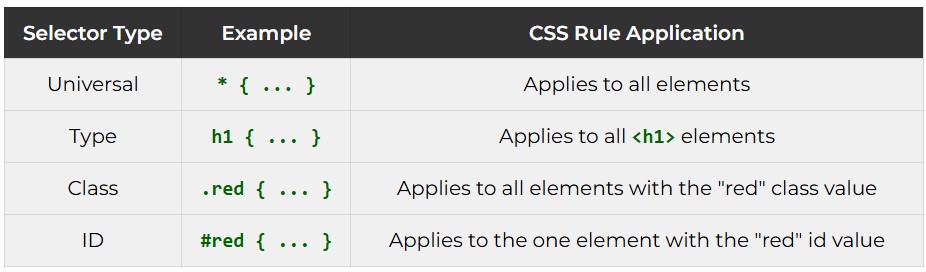 Selector Type Example CSS Rule Application
Universal * { ... } Applies to all elements
Type h1 { ... } Applies to all <h1> elements
Class .red { ... } Applies to all elements with the "red" class value
ID #red { ... } Applies to the one element with the "red" id value